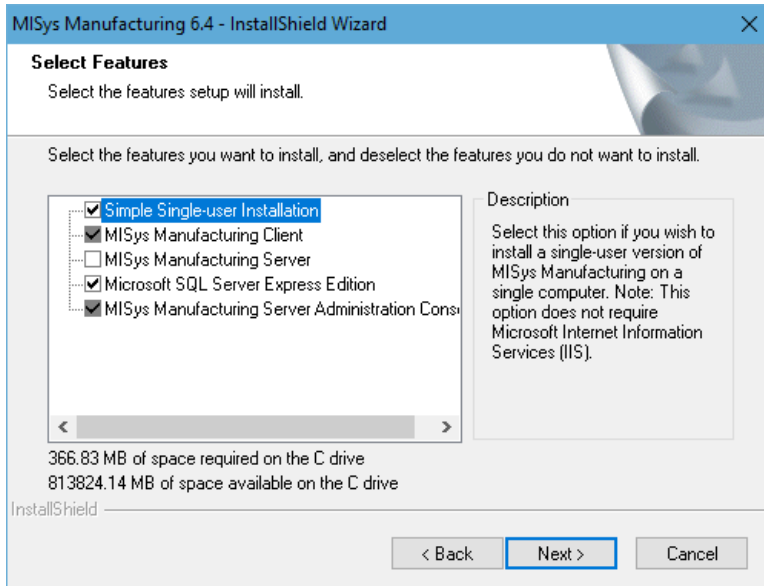 MISys Manufacturing 6.4 - InstallShield Wizard
Select Features
Select the features setup will install.
Select the features you want to install, and deselect the features you do not want to install.
Simple Single-user Installation
MISys Manufacturing Client
MISys Manufacturing Server
Microsoft SQL Server Express Edition
MISys Manufacturing Server Administration Cons
Description
Select this option if you wish to
install a single-user version of
MISys Manufacturing on a
single computer. Note: This
option does not require
Microsoft Internet Information
Services (IIS).
366.83 MB of space required on the C drive
813824.14 MB of space available on the C drive
InstallShield
< Back
Next >
Cancel